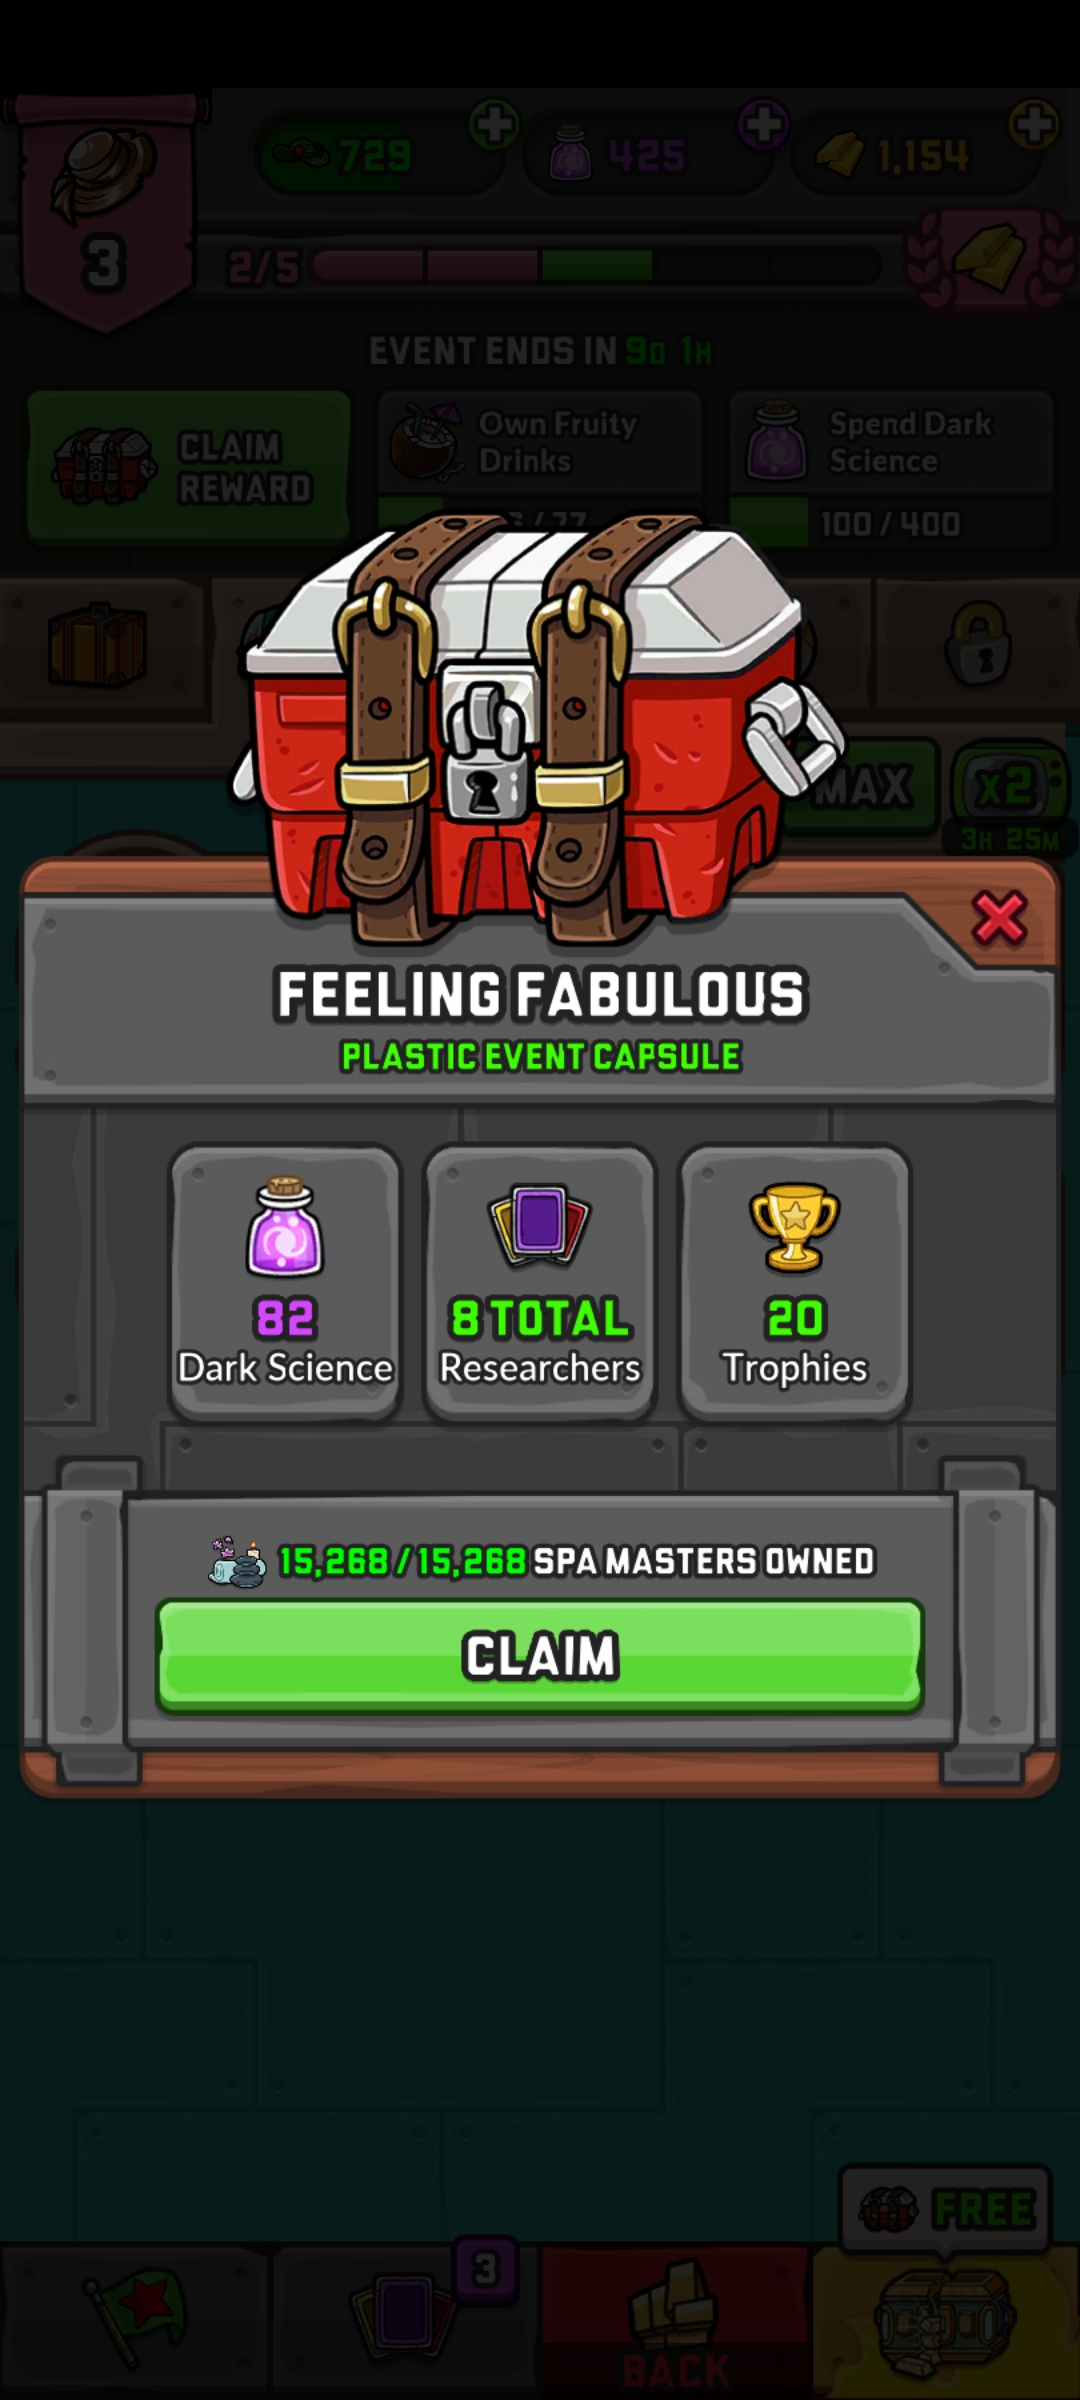 729
425
1,154
3
2/5
EVENT ENDS IN 9D 1H
CLAIM
REWARD
Own Fruity
Drinks
Spend Dark
Science
/ 77
100 / 400
MAX
x2
3H 25M
FEELING FABULOUS
PLASTIC EVENT CAPSULE
82
Dark Science
8 TOTAL
Researchers
20
Trophies
15,268 / 15,268 SPA MASTERS OWNED
CLAIM
FREE
3
BACK